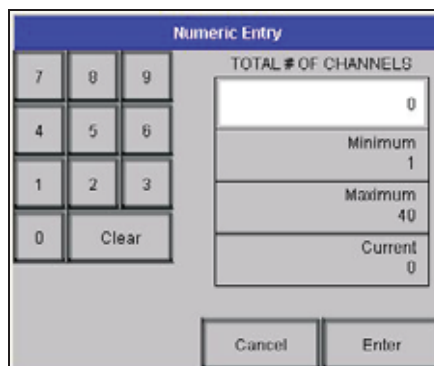 Numeric Entry
TOTAL # OF CHANNELS
7 8 9
0
4 5 6
Minimum
1
1 2 3
Maximum
40
0 Clear
Current
0
Cancel Enter